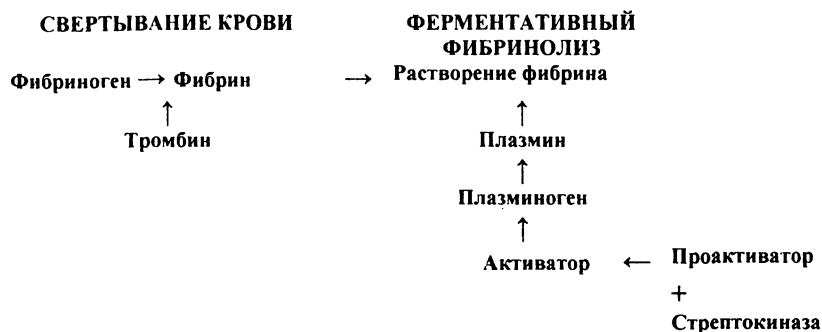 СВЕРТЫВАНИЕ КРОВИ
ФЕРМЕНТАТИВНЫЙ
ФИБРИНОЛИЗ
Фибриноген → Фибрин → Растворение фибрина
↑ ↑
Тромбин Плазмин
↑
Плазминоген
↑
Активатор ← Проактиватор
+
Стрептокиназа